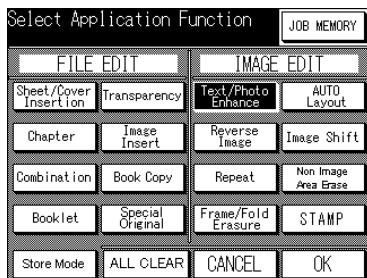 Select Application Function
JOB MEMORY
FILE EDIT
IMAGE EDIT
Sheet/Cover
Insertion
Transparency
Text/Photo
Enhance
AUTO
Layout
Chapter
Image
Insert
Reverse
Image
Image Shift
Combination
Book Copy
Repeat
Non Image
Area Erase
Booklet
Special
Original
Frame/Fold
Erasure
STAMP
Store Mode
ALL CLEAR
CANCEL
OK